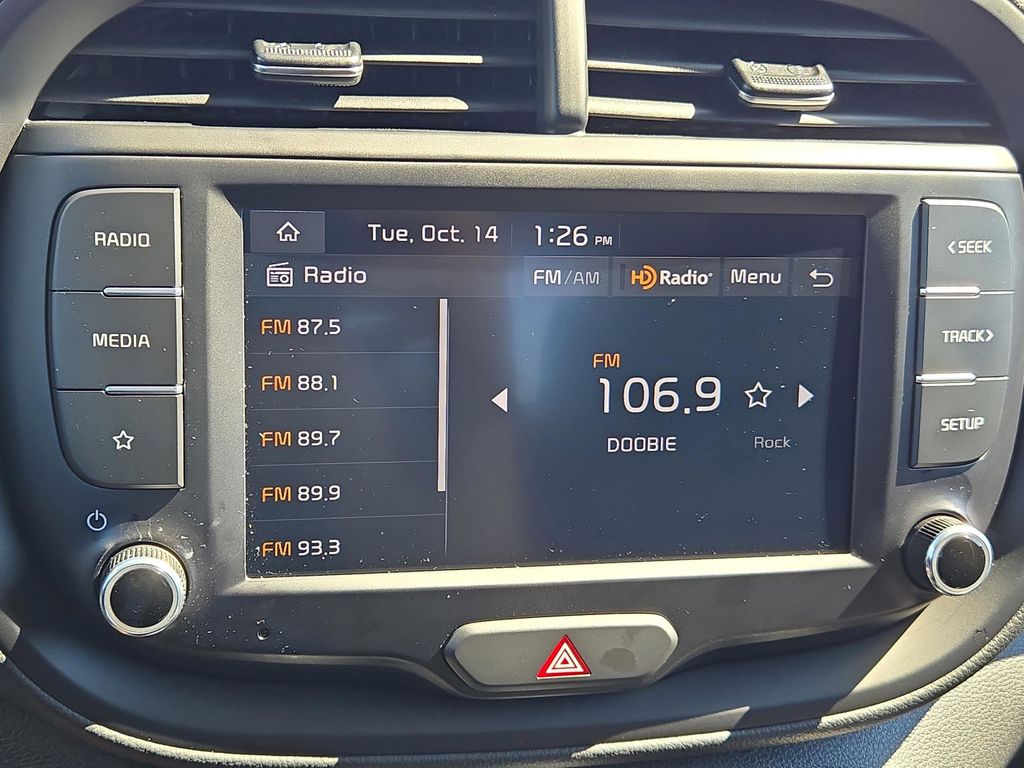 RADIO
MEDIA
Tue, Oct. 14 1:26 PM
Radio FM/AM HD Radio Menu
FM 87.5
FM 88.1
FM 89.7
FM 89.9
FM 93.3
FM
106.9
DOOBIE Rock
<SEEK
TRACK>
SETUP